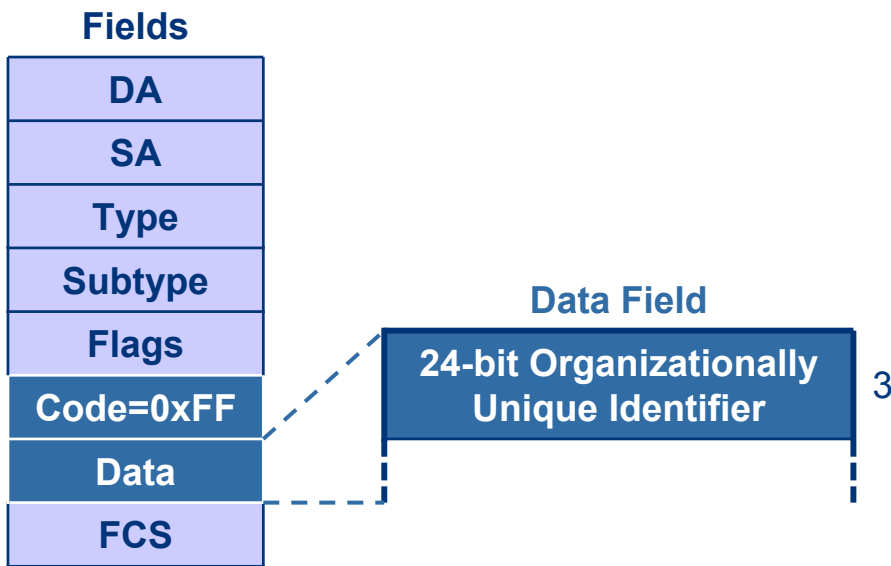 Fields
DA
SA
Type
Subtype
Flags
Code=0xFF
Data
FCS
Data Field
24-bit Organizationally
Unique Identifier
3